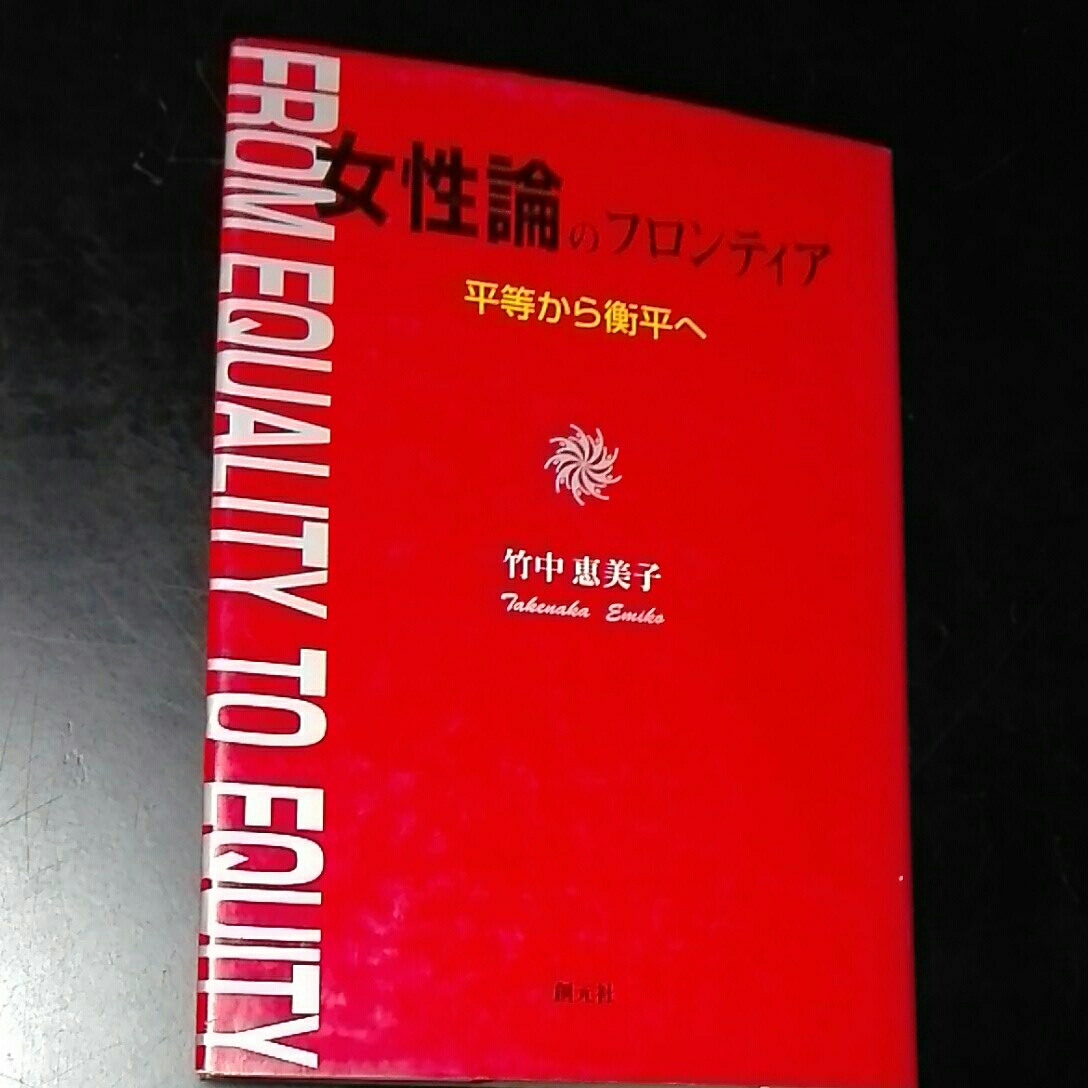 FROM EQUALITY TO EQUITY
女性論のフロンティア
平等から衡平へ
竹中 恵美子
Takenaka Emiko
創元社